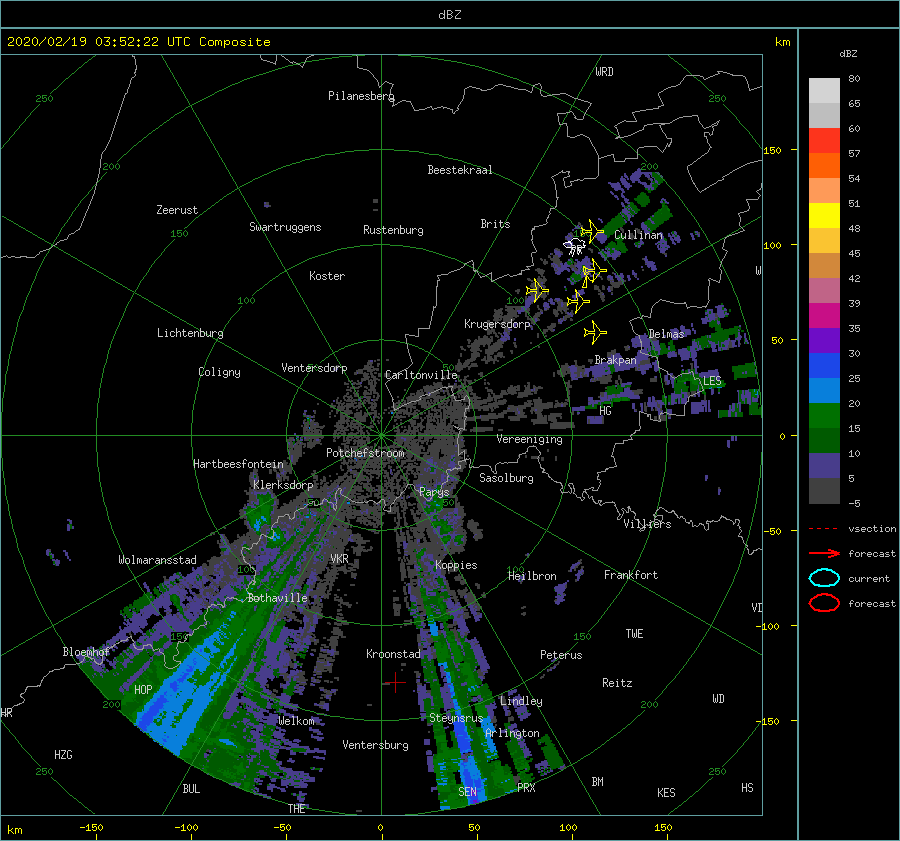 dBZ
2020/02/19 03:52:22 UTC Composite
km
dBZ
WRD
80
250
Pilanesberg
250
65
60
150
57
200
Beestekraal
200
54
Zeerust
51
150
Swartruggens
Rustenburg
Brits
Cullinan
48
100
45
Koster
42
100
100
39
Lichtenburg
Krugersdorp
Delmas
35
50
30
Coligny
Ventersdorp
Carltonville
Brakpan
LES
25
HG
20
15
Vereeniging
0
10
Potchefstroom
Hartbeesfontein
5
Klerksdorp
Parys
Sasolburg
-5
50
50
Villiers
-50
vsection
Wolmaransstad
VKR
forecast
Koppies
100
100
Heilbron
Frankfort
current
Bothaville
forecast
VD
-100
150
150
TWE
Bloemhof
Kroonstad
Peterus
HOP
Reitz
WD
HR
200
Lindley
200
Welkom
Steynsrus
-150
Arlington
HZG
Ventersburg
250
250
BUL
SEN
PRX
BM
KES
HS
THE
km
-150
-100
-50
0
50
100
150